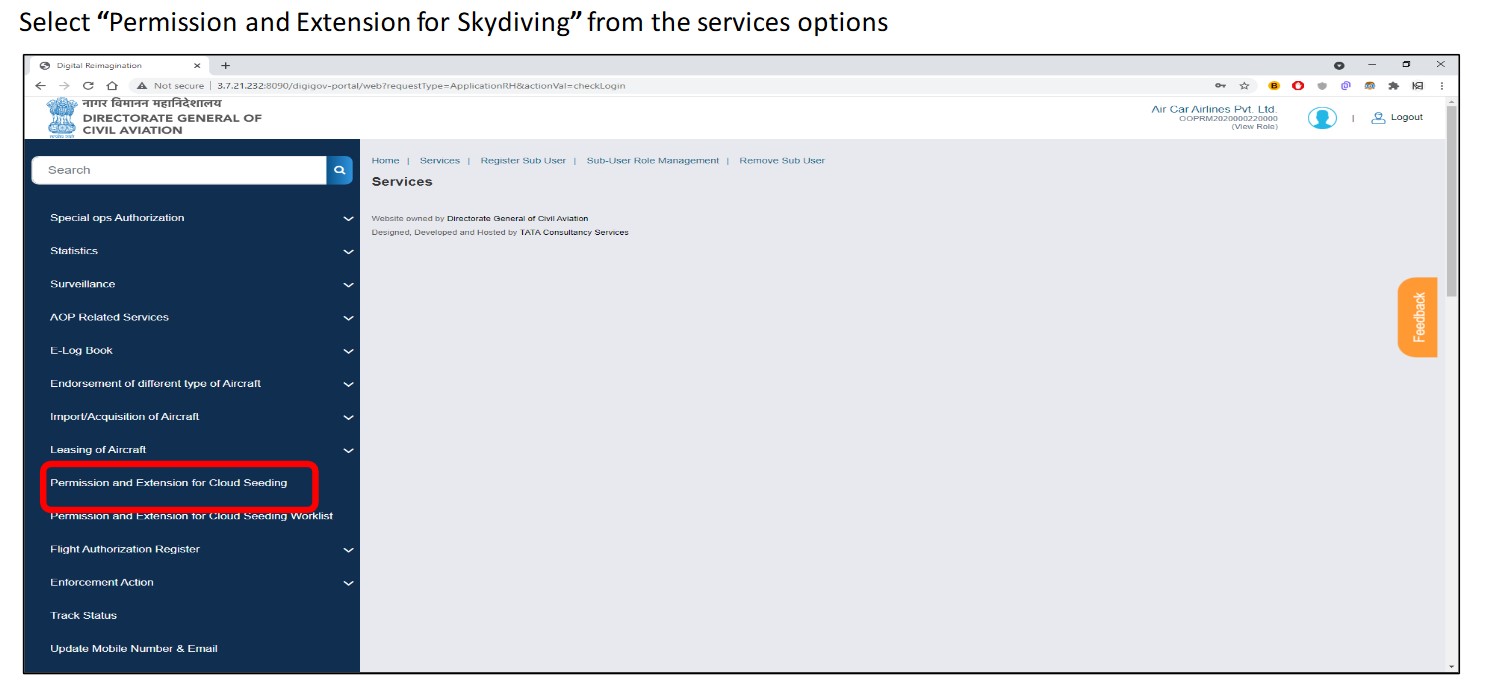 Select “Permission and Extension for Skydiving” from the services options
Digital Reimagination
Not secure | 3.7.21.232:8090/digigov-portal/web?requestType=ApplicationRH&actionVal=checkLogin
नागर विमानन महानिदेशालय
DIRECTORATE GENERAL OF
CIVIL AVIATION
Air Car Airlines Pvt. Ltd.
OOPRM2020000220000
(View Role)
| Logout
Search
Home | Services | Register Sub User | Sub-User Role Management | Remove Sub User
Services
Website owned by Directorate General of Civil Aviation
Designed, Developed and Hosted by TATA Consultancy Services
Special ops Authorization
Statistics
Surveillance
AOP Related Services
E-Log Book
Endorsement of different type of Aircraft
Import/Acquisition of Aircraft
Leasing of Aircraft
Permission and Extension for Cloud Seeding
Permission and Extension for Cloud Seeding Worklist
Flight Authorization Register
Enforcement Action
Track Status
Update Mobile Number & Email
Feedback